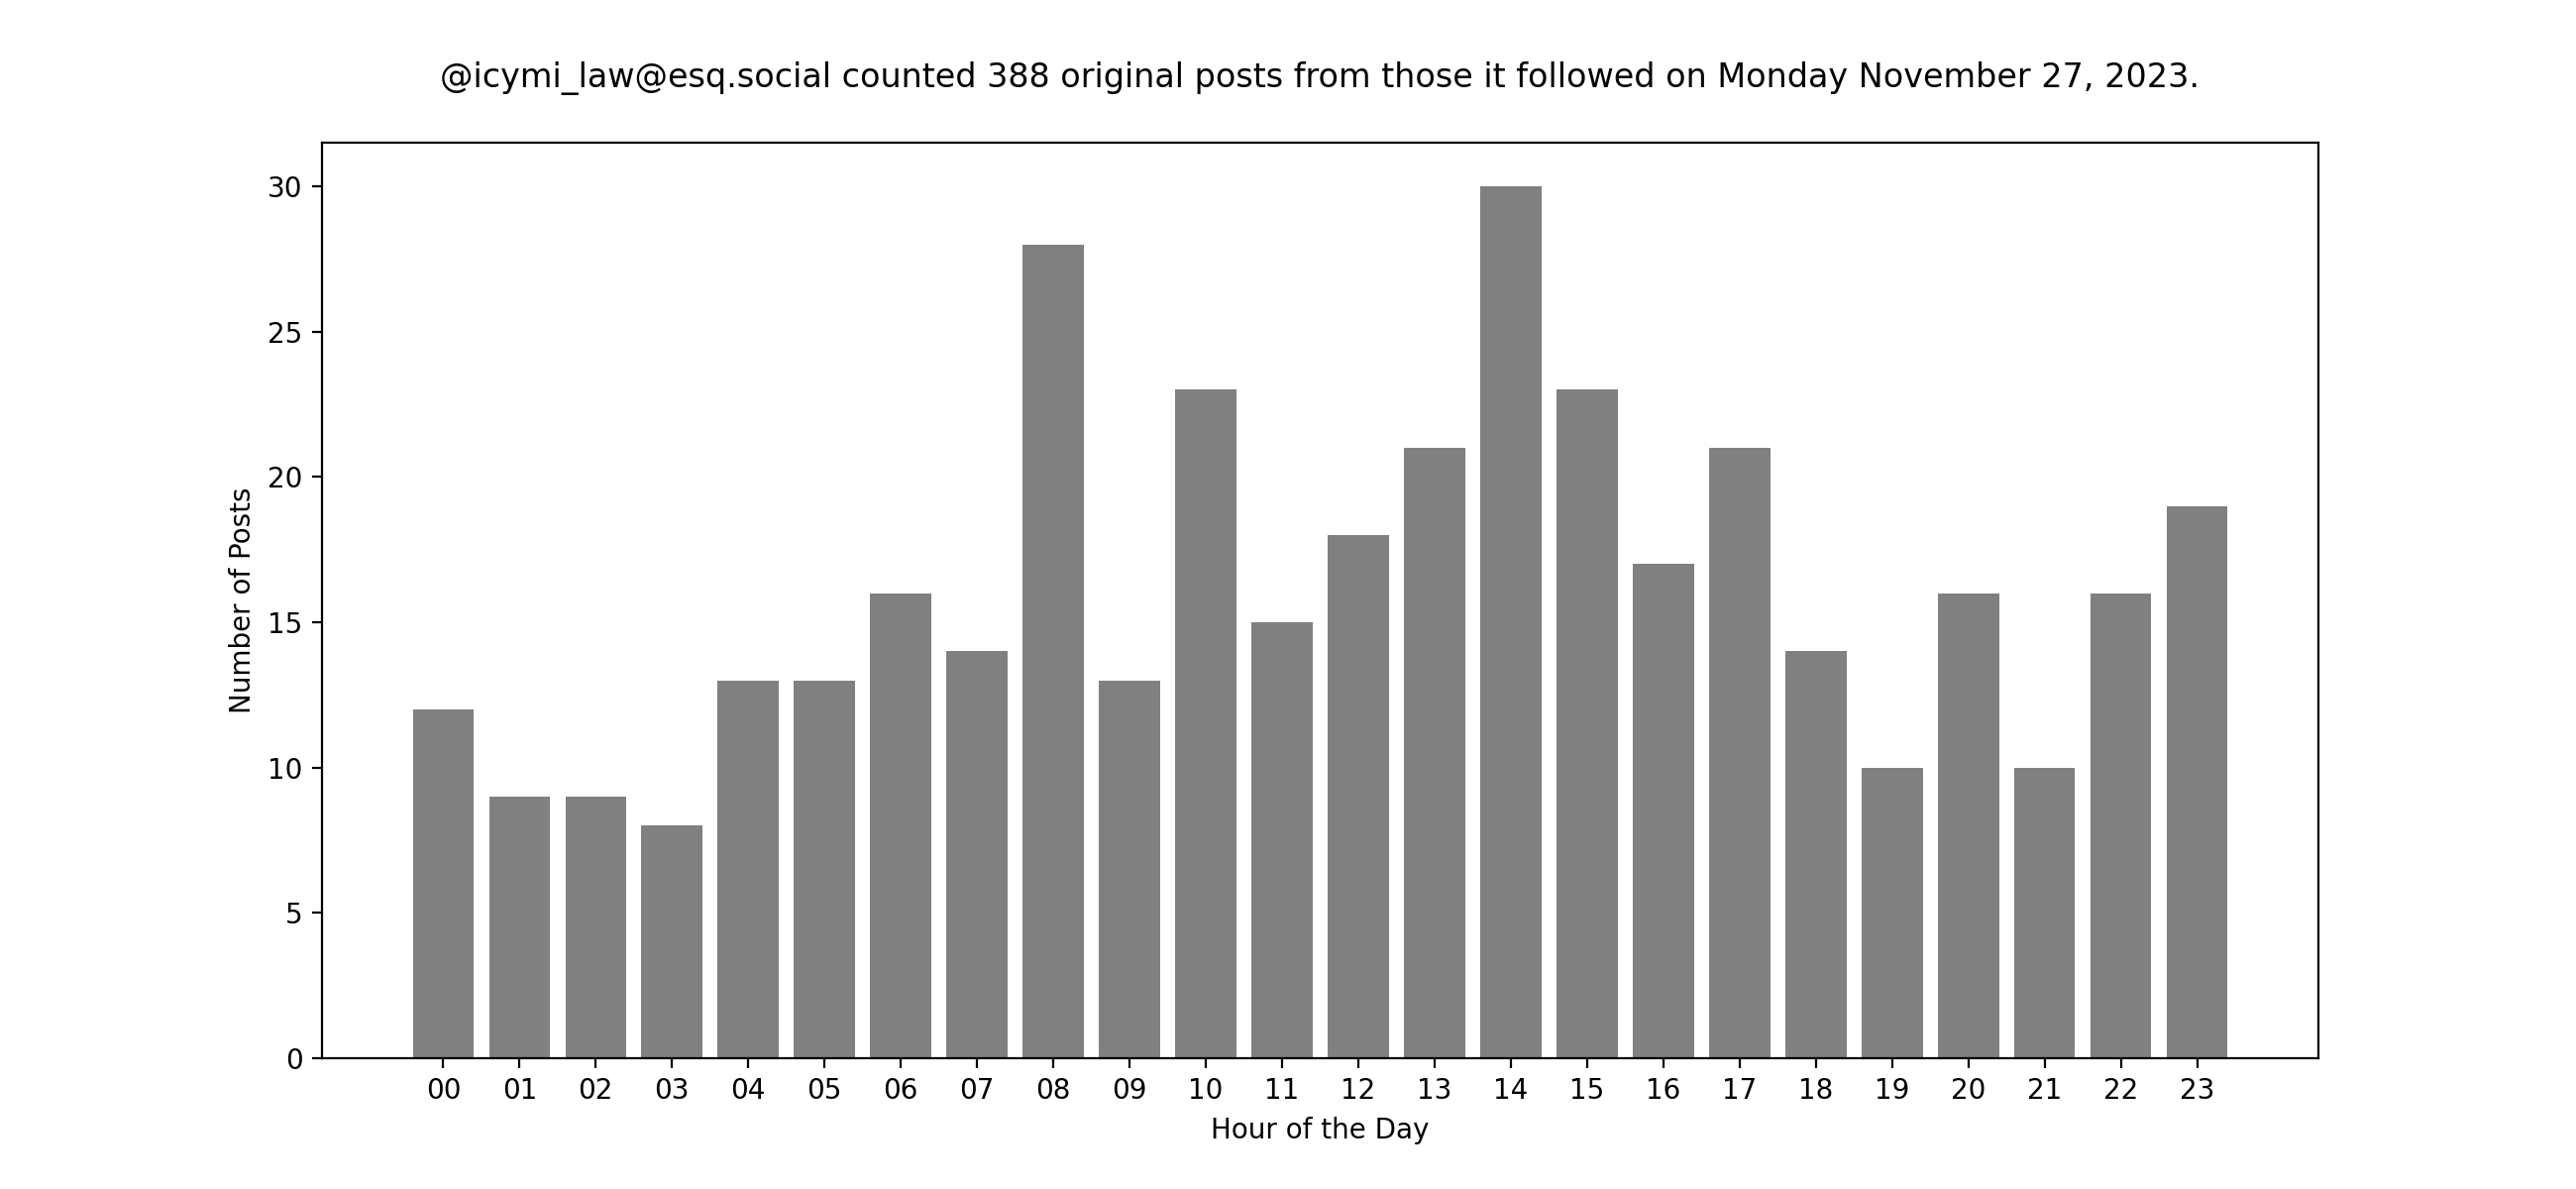 @icymi_law@esq.social counted 388 original posts from those it followed on Monday November 27, 2023.
30
25
20
15
10
5
0
Number of Posts
00 01 02 03 04 05 06 07 08 09 10 11 12 13 14 15 16 17 18 19 20 21 22 23
Hour of the Day